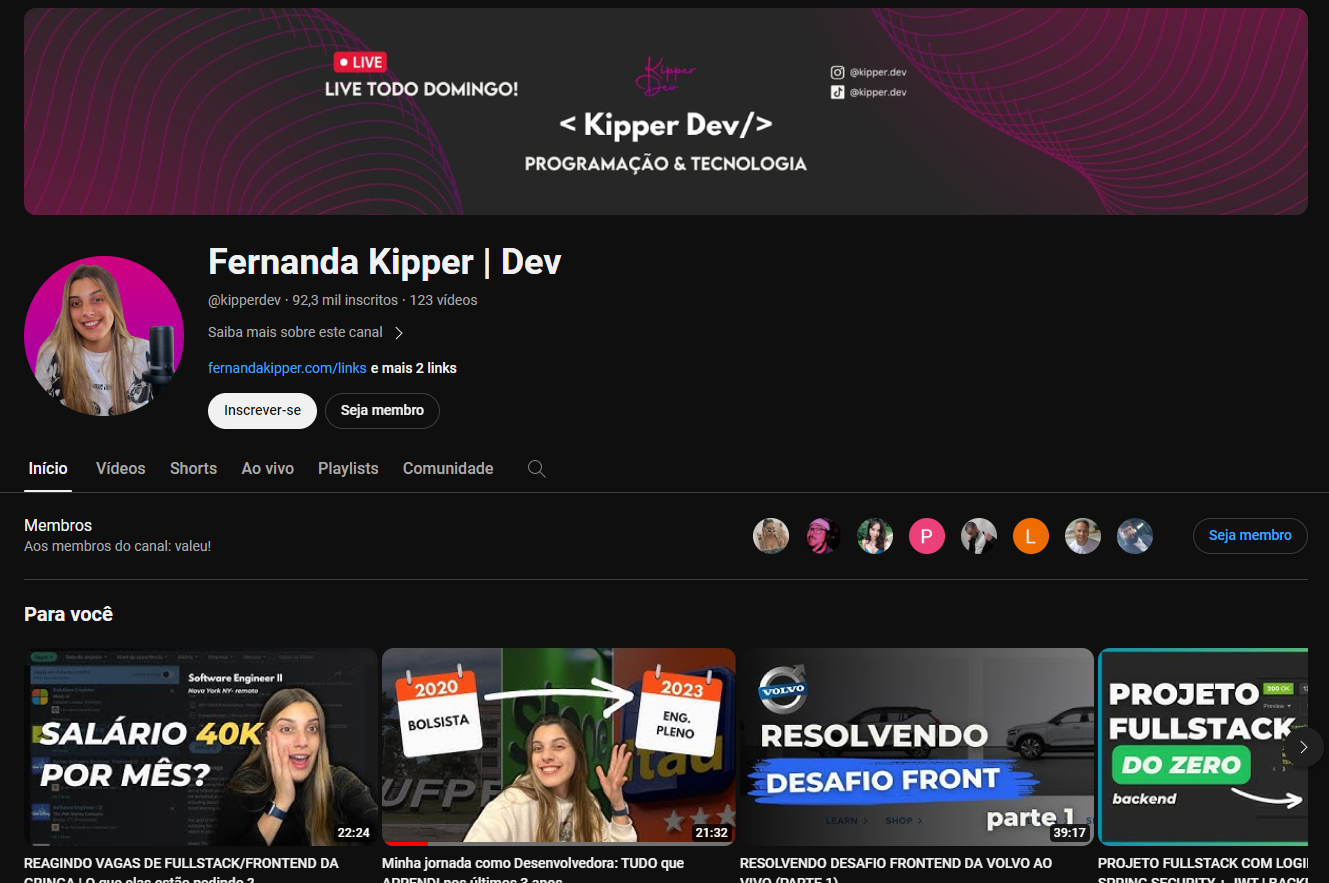 LIVE
LIVE TODO DOMINGO!
Kipper Dev
< Kipper Dev/>
PROGRAMAÇÃO & TECNOLOGIA
@kipper.dev
@kipper.dev
Fernanda Kipper | Dev
@kipperdev · 92,3 mil inscritos · 123 vídeos
Saiba mais sobre este canal
fernandakipper.com/links e mais 2 links
Inscrever-se
Seja membro
Início
Vídeos
Shorts
Ao vivo
Playlists
Comunidade
Membros
Aos membros do canal: valeu!
P
L
Seja membro
Para você
Software Engineer II
Nova York NY- remoto
SALÁRIO 40K
POR MÊS?
22:24
2020
BOLSISTA
2023
ENG.
PLENO
UFPR
21:32
VOLVO
RESOLVENDO
DESAFIO FRONT
parte 1
LEARN >
SHOP >
39:17
PROJETO
FULLSTACK
DO ZERO
backend
200 OK
Preview
REAGINDO VAGAS DE FULLSTACK/FRONTEND DA
GRINGA | O que elas estão pedindo ?
Minha jornada como Desenvolvedora: TUDO que
APRENDI nos últimos 3 anos
RESOLVENDO DESAFIO FRONTEND DA VOLVO AO
VIVO (PARTE 1)
PROJETO FULLSTACK COM LOGI
SPRING SECURITY + JWT | BACK